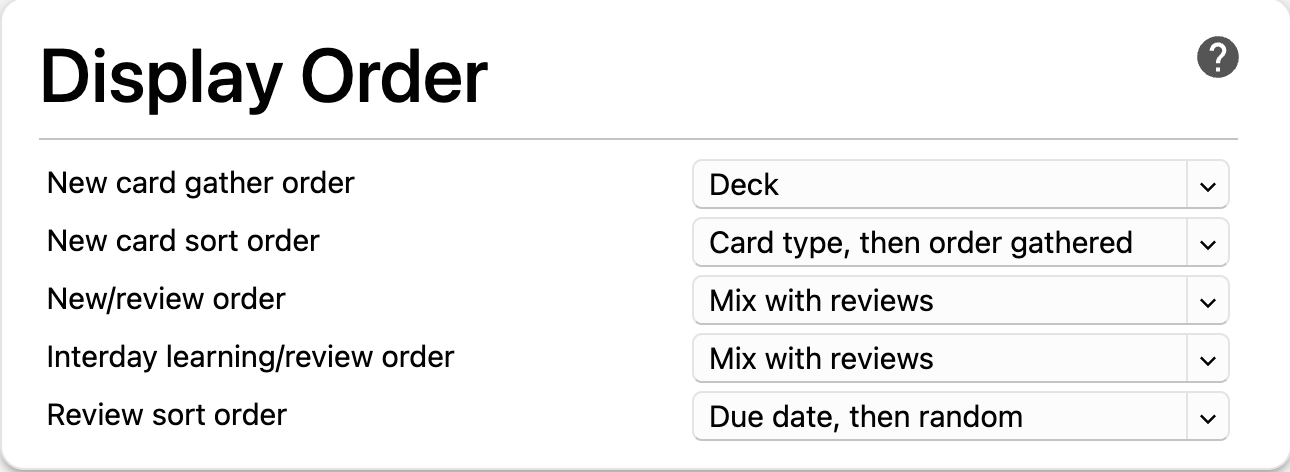 Display Order
?
New card gather order Deck
New card sort order Card type, then order gathered
New/review order Mix with reviews
Interday learning/review order Mix with reviews
Review sort order Due date, then random